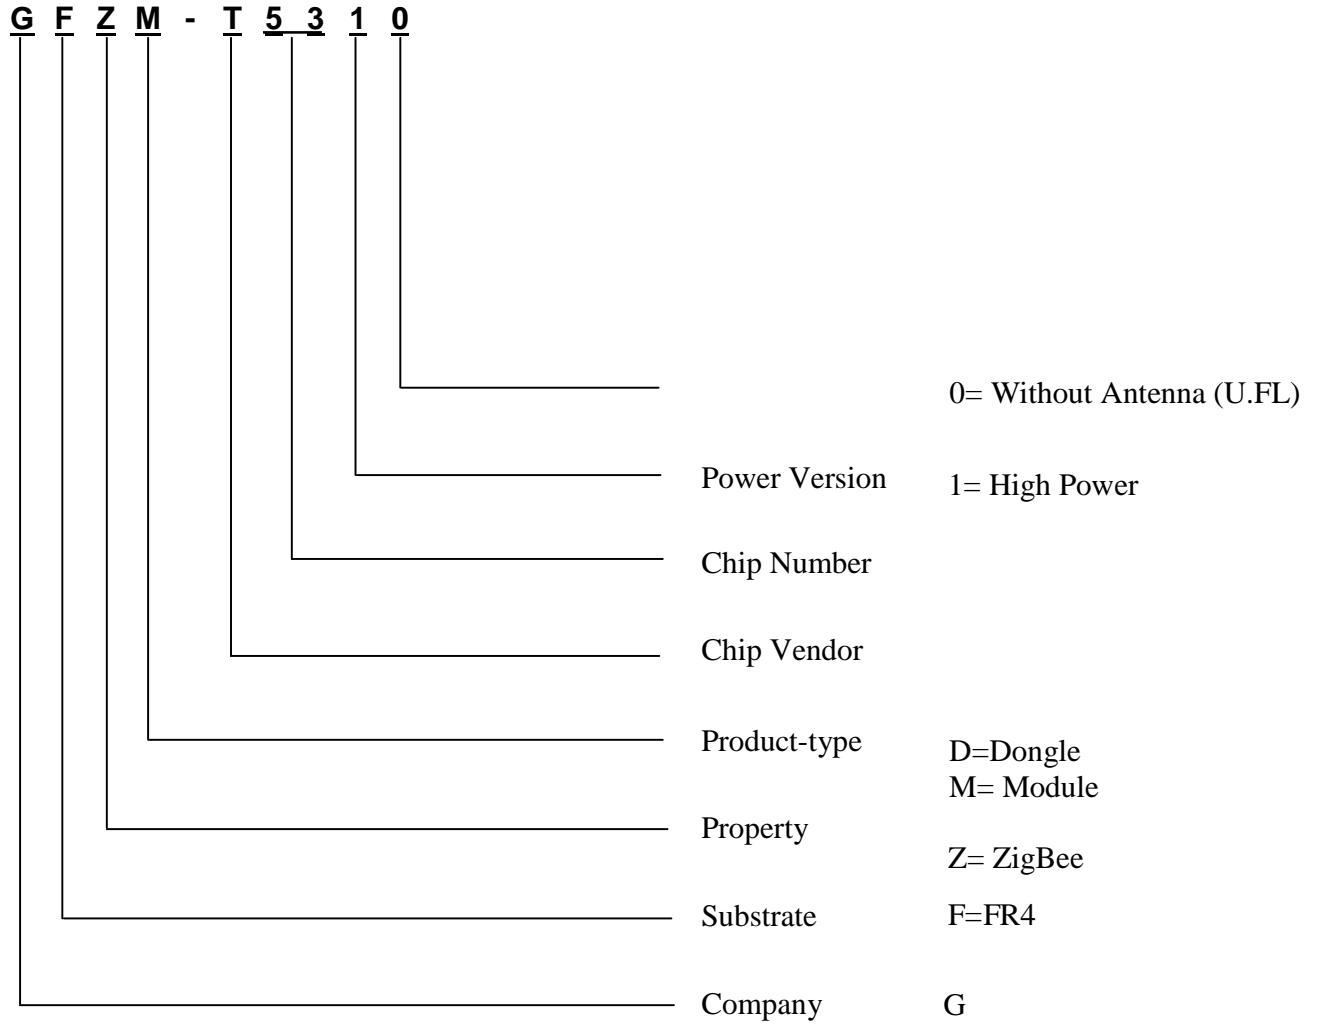 G F Z M - T 5 3 1 0
0= Without Antenna (U.FL)
Power Version 1= High Power
Chip Number
Chip Vendor
Product-type D=Dongle
M= Module
Property
Z= ZigBee
Substrate F=FR4
Company G